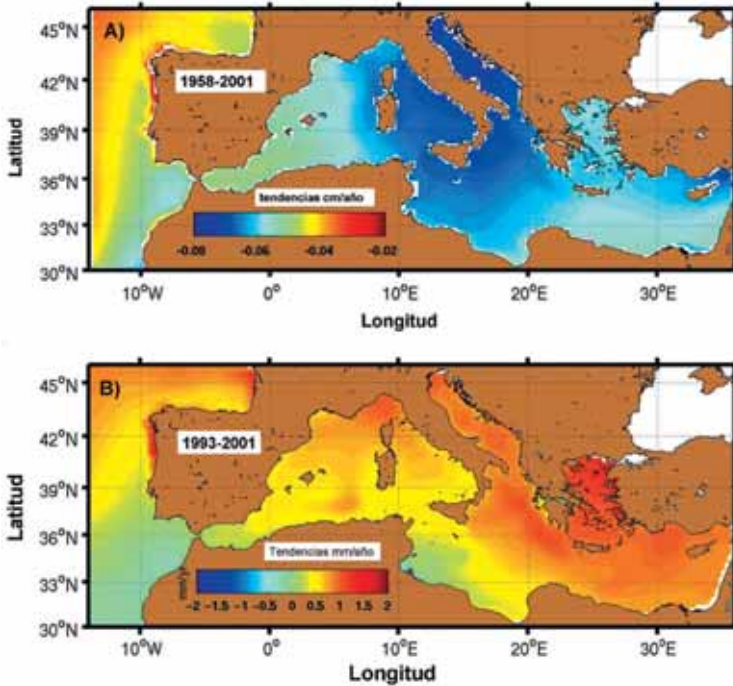 45°N
A)
42°N
1958-2001
39°N
Latitud
36°N
tendencias cm/año
33°N
-0.08 -0.06 -0.04 -0.02
30°N
10°W 0° 10°E 20°E 30°E
Longitud
45°N
B)
42°N
1993-2001
39°N
Latitud
36°N
Tendencias mm/año
33°N
−2 −1.5 −1 −0.5 0 0.5 1 1.5 2
30°N
10°W 0° 10°E 20°E 30°E
Longitud